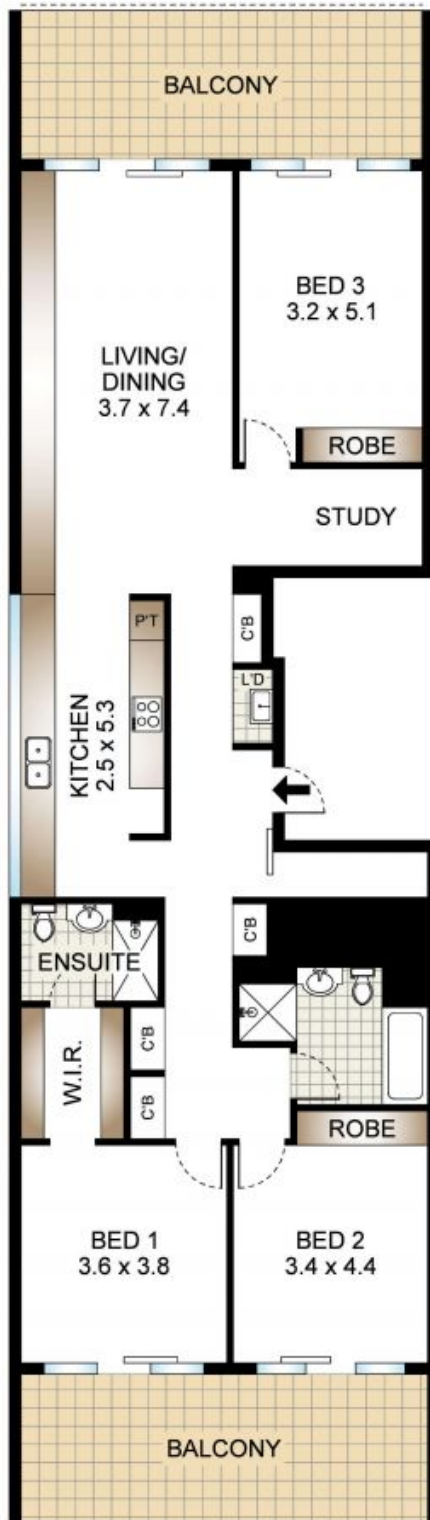 BALCONY
BED 3
3.2 x 5.1
LIVING/
DINING
3.7 x 7.4
ROBE
STUDY
P'T
C'B
L'D
KITCHEN
2.5 x 5.3
C'B
ENSUITE
W.I.R.
C'B
C'B
ROBE
BED 1
3.6 x 3.8
BED 2
3.4 x 4.4
BALCONY